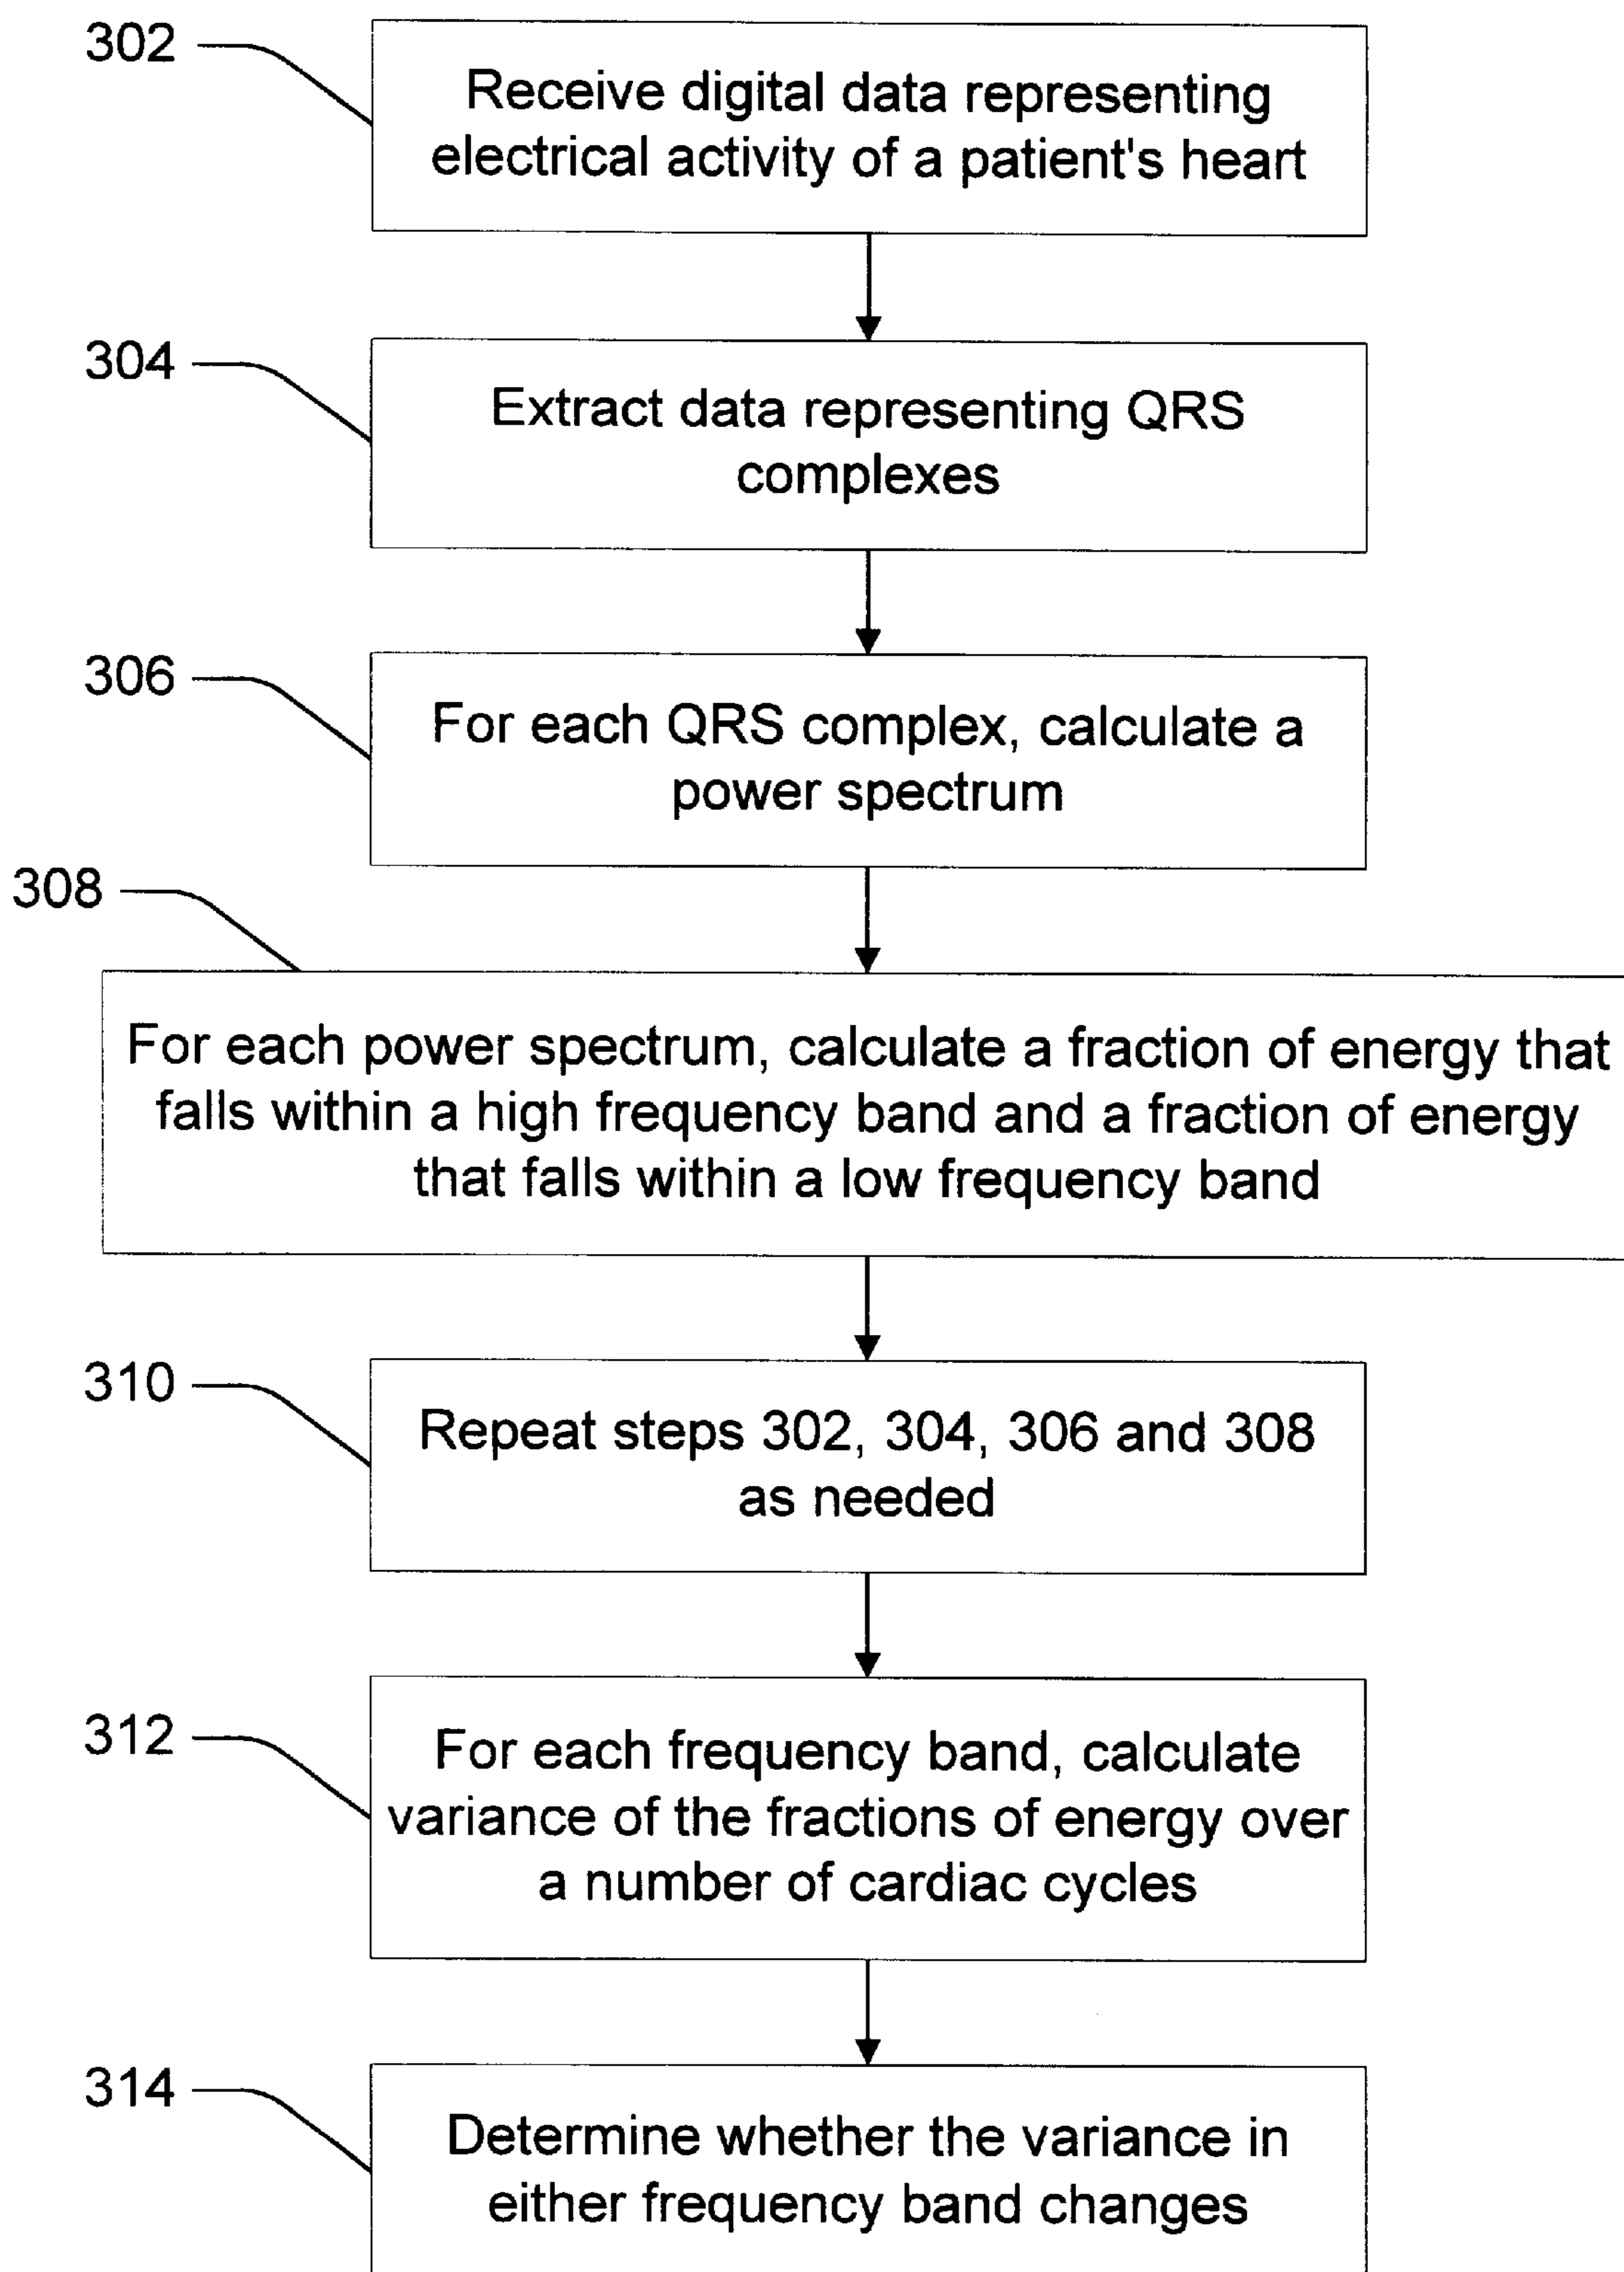 302
Receive digital data representing
electrical activity of a patient's heart
304
Extract data representing QRS
complexes
306
For each QRS complex, calculate a
power spectrum
308
For each power spectrum, calculate a fraction of energy that
falls within a high frequency band and a fraction of energy
that falls within a low frequency band
310
Repeat steps 302, 304, 306 and 308
as needed
312
For each frequency band, calculate
variance of the fractions of energy over
a number of cardiac cycles
314
Determine whether the variance in
either frequency band changes